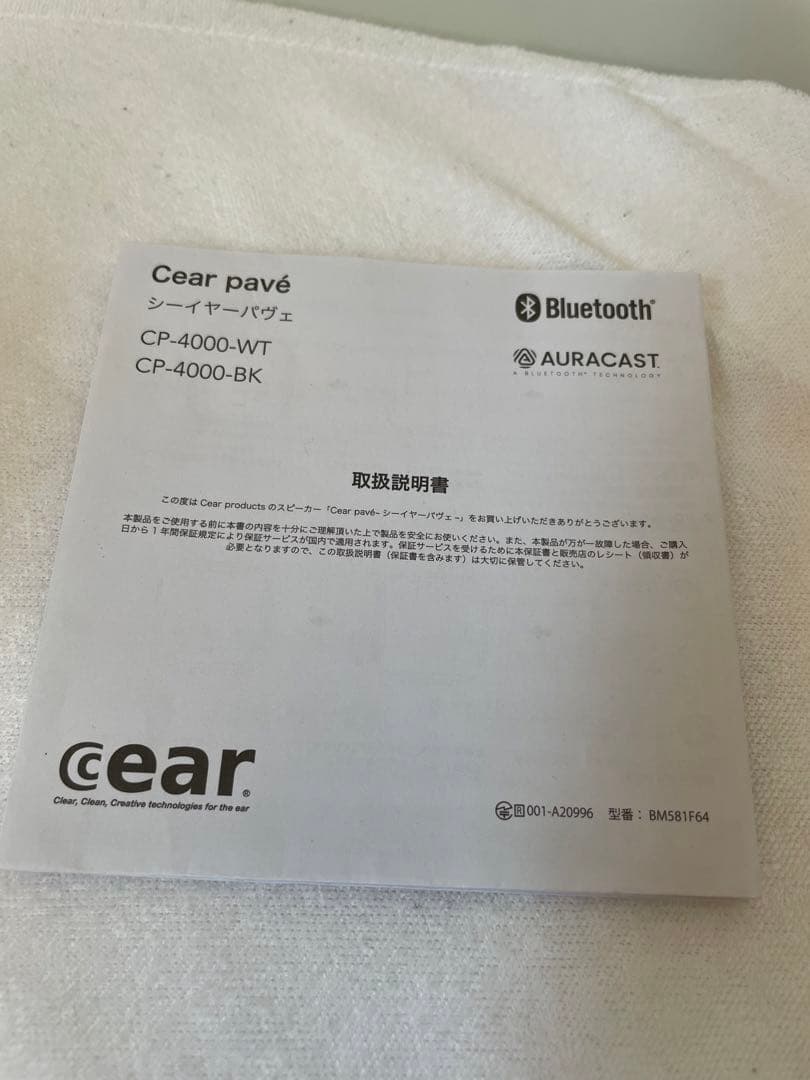 Cear pavé
シーイヤーパヴェ
CP-4000-WT
CP-4000-BK
Bluetooth®
AURACAST™
A BLUETOOTH® TECHNOLOGY
取扱説明書
この度は Cear products のスピーカー「Cear pavé- シーイヤーパヴェ -」をお買い上げいただきありがとうございます。
本製品をご使用する前に本書の内容を十分にご理解頂いた上で製品を安全にお使いください。また、本製品が万が一故障した場合、ご購入
日から 1 年間保証規定により保証サービスが国内で適用されます。保証サービスを受けるために本保証書と販売店のレシート（領収書）が
必要となりますので、この取扱説明書（保証書を含みます）は大切に保管してください。
cear®
Clear, Clean, Creative technologies for the ear
R 001-A20996 型番： BM581F64